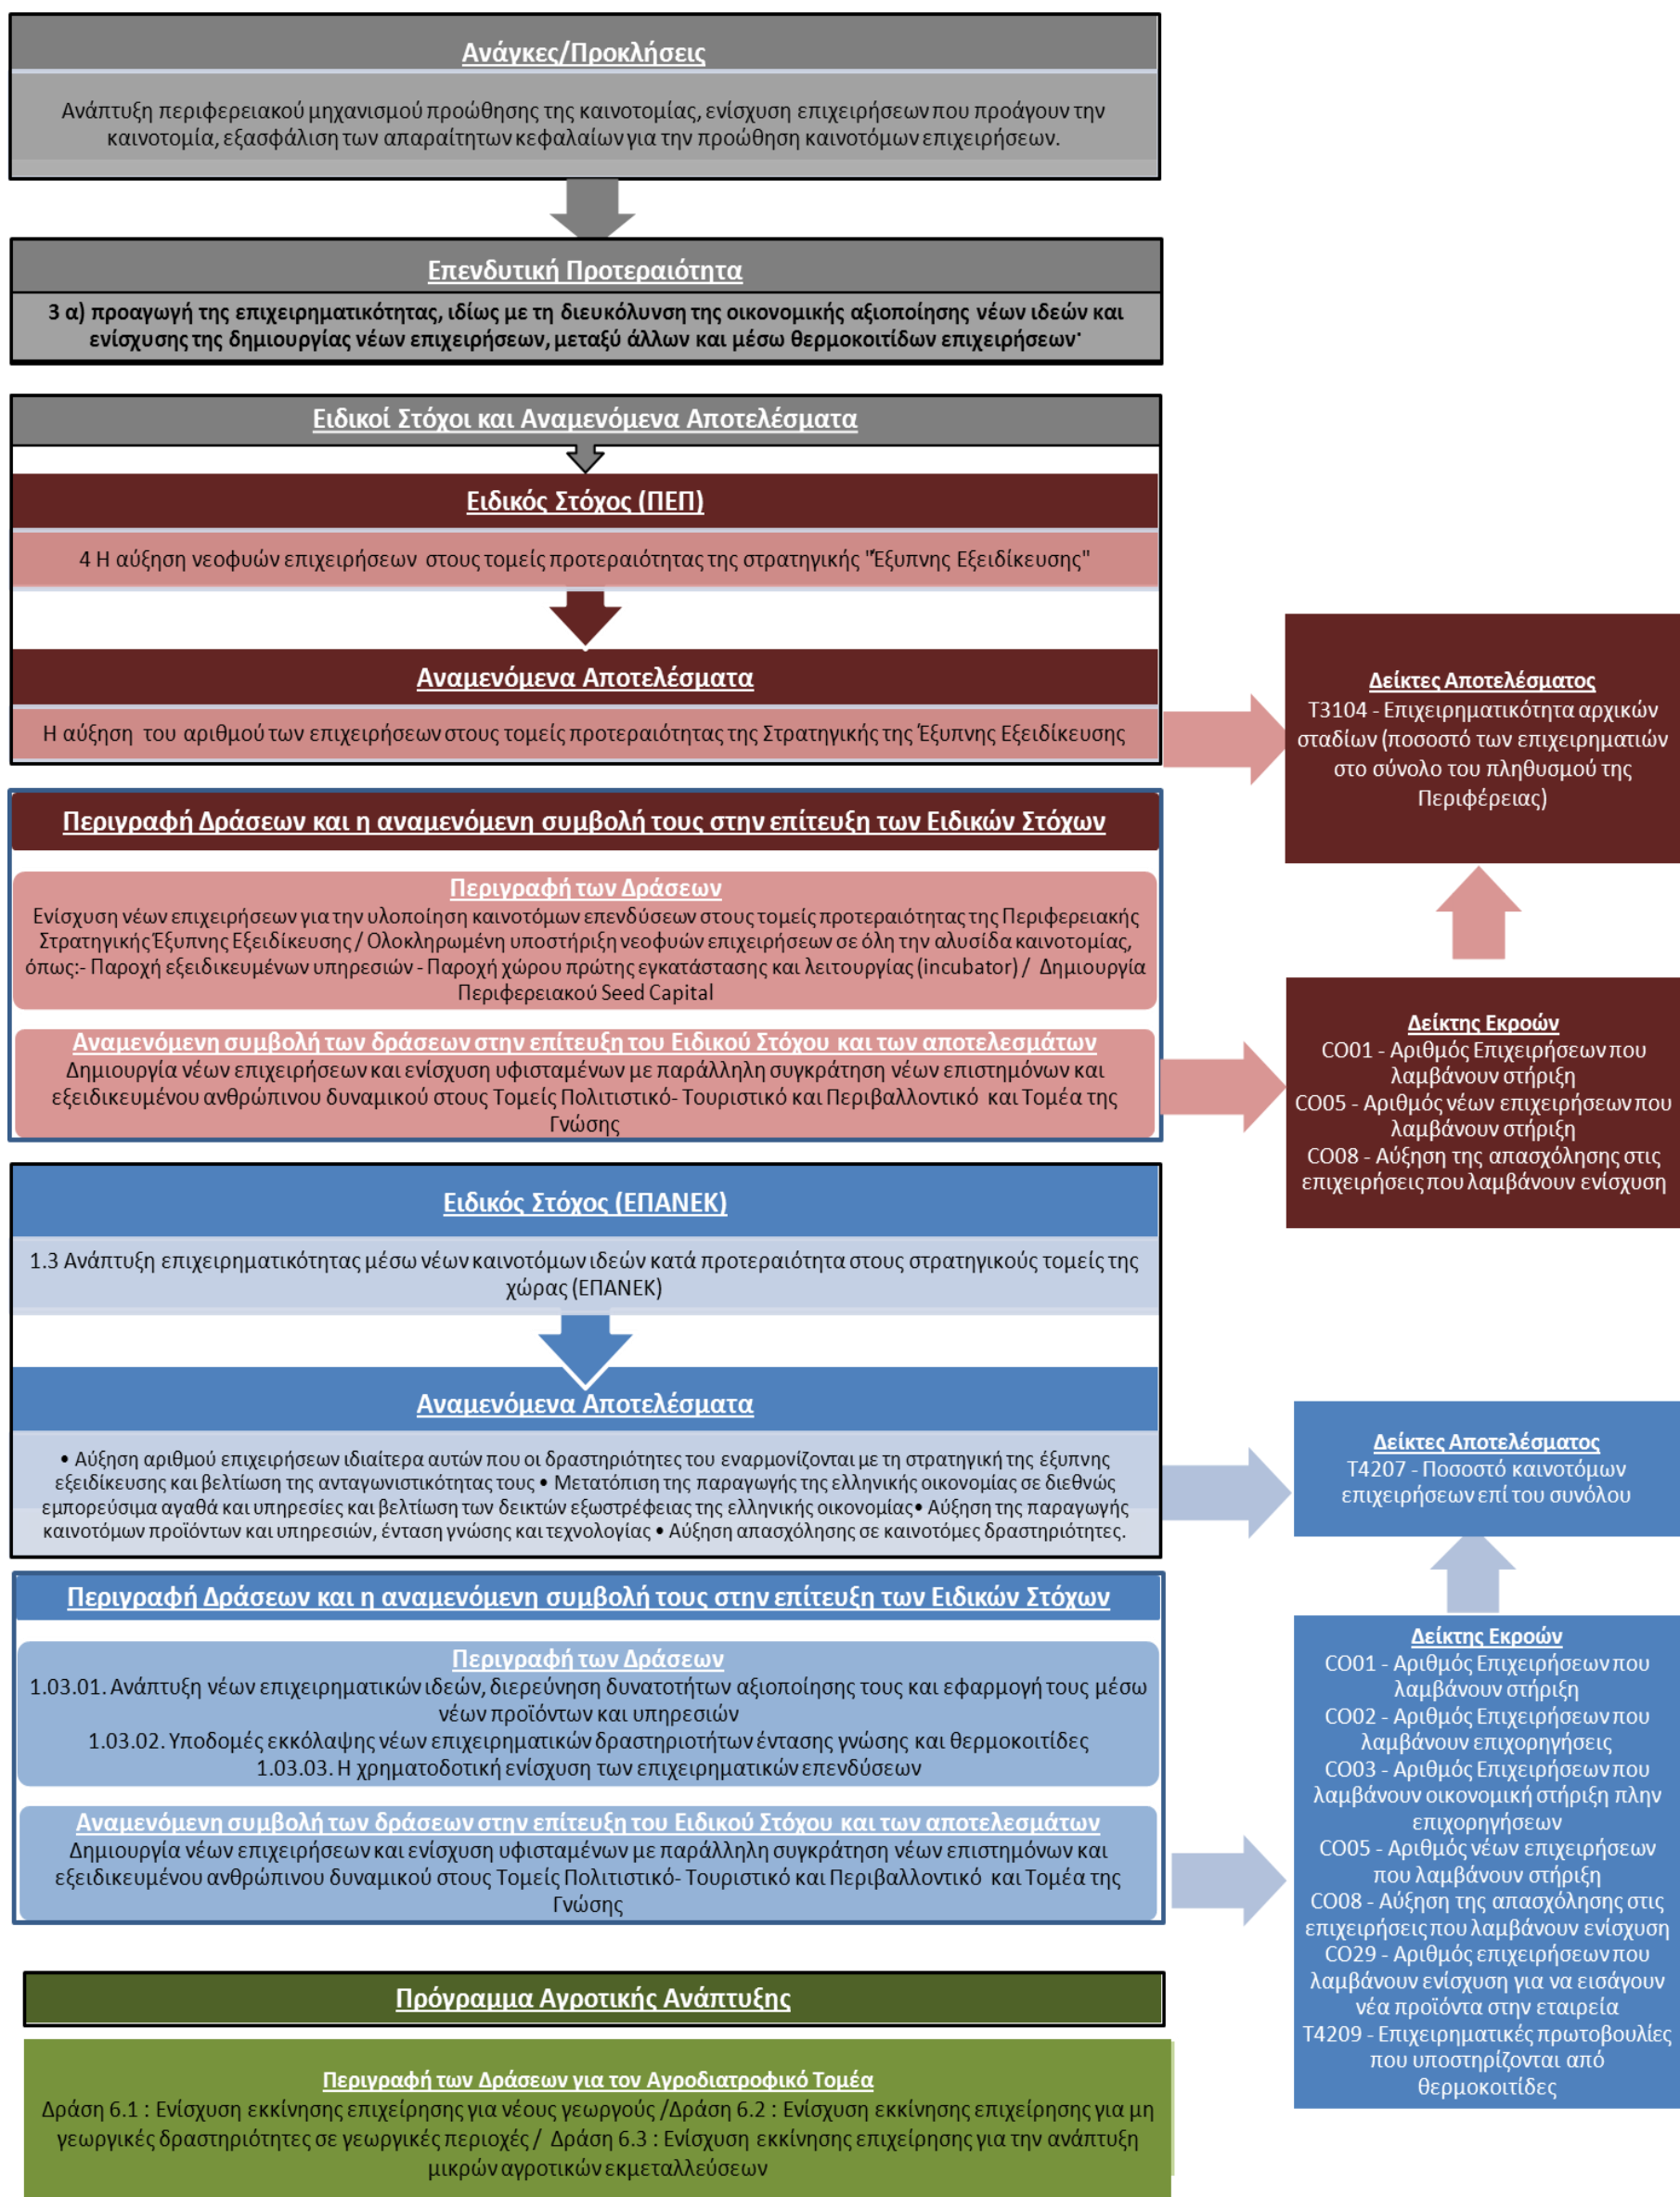 Ανάγκες/Προκλήσεις
Ανάπτυξη περιφερειακού μηχανισμού προώθησης της καινοτομίας, ενίσχυση επιχειρήσεων που προάγουν την
καινοτομία, εξασφάλιση των απαραίτητων κεφαλαίων για την προώθηση καινοτόμων επιχειρήσεων.
Επενδυτική Προτεραιότητα
3 α) προαγωγή της επιχειρηματικότητας, ιδίως με τη διευκόλυνση της οικονομικής αξιοποίησης νέων ιδεών και
ενίσχυσης της δημιουργίας νέων επιχειρήσεων, μεταξύ άλλων και μέσω θερμοκοιτίδων επιχειρήσεων·
Ειδικοί Στόχοι και Αναμενόμενα Αποτελέσματα
Ειδικός Στόχος (ΠΕΠ)
4 Η αύξηση νεοφυών επιχειρήσεων στους τομείς προτεραιότητας της στρατηγικής "Έξυπνης Εξειδίκευσης"
Αναμενόμενα Αποτελέσματα
Η αύξηση του αριθμού των επιχειρήσεων στους τομείς προτεραιότητας της Στρατηγικής της Έξυπνης Εξειδίκευσης
Δείκτες Αποτελέσματος
T3104 - Επιχειρηματικότητα αρχικών
σταδίων (ποσοστό των επιχειρηματιών
στο σύνολο του πληθυσμού της
Περιφέρειας)
Περιγραφή Δράσεων και η αναμενόμενη συμβολή τους στην επίτευξη των Ειδικών Στόχων
Περιγραφή των Δράσεων
Ενίσχυση νέων επιχειρήσεων για την υλοποίηση καινοτόμων επενδύσεων στους τομείς προτεραιότητας της Περιφερειακής
Στρατηγικής Έξυπνης Εξειδίκευσης / Ολοκληρωμένη υποστήριξη νεοφυών επιχειρήσεων σε όλη την αλυσίδα καινοτομίας,
όπως:- Παροχή εξειδικευμένων υπηρεσιών - Παροχή χώρου πρώτης εγκατάστασης και λειτουργίας (incubator) / Δημιουργία
Περιφερειακού Seed Capital
Αναμενόμενη συμβολή των δράσεων στην επίτευξη του Ειδικού Στόχου και των αποτελεσμάτων
Δημιουργία νέων επιχειρήσεων και ενίσχυση υφισταμένων με παράλληλη συγκράτηση νέων επιστημόνων και
εξειδικευμένου ανθρώπινου δυναμικού στους Τομείς Πολιτιστικό- Τουριστικό και Περιβαλλοντικό και Τομέα της
Γνώσης
Δείκτης Εκροών
CO01 - Αριθμός Επιχειρήσεων που
λαμβάνουν στήριξη
CO05 - Αριθμός νέων επιχειρήσεων που
λαμβάνουν στήριξη
CO08 - Αύξηση της απασχόλησης στις
επιχειρήσεις που λαμβάνουν ενίσχυση
Ειδικός Στόχος (ΕΠΑΝΕΚ)
1.3 Ανάπτυξη επιχειρηματικότητας μέσω νέων καινοτόμων ιδεών κατά προτεραιότητα στους στρατηγικούς τομείς της
χώρας (ΕΠΑΝΕΚ)
Αναμενόμενα Αποτελέσματα
• Αύξηση αριθμού επιχειρήσεων ιδιαίτερα αυτών που οι δραστηριότητες του εναρμονίζονται με τη στρατηγική της έξυπνης
εξειδίκευσης και βελτίωση της ανταγωνιστικότητας τους • Μετατόπιση της παραγωγής της ελληνικής οικονομίας σε διεθνώς
εμπορεύσιμα αγαθά και υπηρεσίες και βελτίωση των δεικτών εξωστρέφειας της ελληνικής οικονομίας• Αύξηση της παραγωγής
καινοτόμων προϊόντων και υπηρεσιών, ένταση γνώσης και τεχνολογίας • Αύξηση απασχόλησης σε καινοτόμες δραστηριότητες.
Δείκτες Αποτελέσματος
T4207 - Ποσοστό καινοτόμων
επιχειρήσεων επί του συνόλου
Περιγραφή Δράσεων και η αναμενόμενη συμβολή τους στην επίτευξη των Ειδικών Στόχων
Περιγραφή των Δράσεων
1.03.01. Ανάπτυξη νέων επιχειρηματικών ιδεών, διερεύνηση δυνατοτήτων αξιοποίησης τους και εφαρμογή τους μέσω
νέων προϊόντων και υπηρεσιών
1.03.02. Υποδομές εκκόλαψης νέων επιχειρηματικών δραστηριοτήτων έντασης γνώσης και θερμοκοιτίδες
1.03.03. Η χρηματοδοτική ενίσχυση των επιχειρηματικών επενδύσεων
Αναμενόμενη συμβολή των δράσεων στην επίτευξη του Ειδικού Στόχου και των αποτελεσμάτων
Δημιουργία νέων επιχειρήσεων και ενίσχυση υφισταμένων με παράλληλη συγκράτηση νέων επιστημόνων και
εξειδικευμένου ανθρώπινου δυναμικού στους Τομείς Πολιτιστικό- Τουριστικό και Περιβαλλοντικό και Τομέα της
Γνώσης
Δείκτης Εκροών
CO01 - Αριθμός Επιχειρήσεων που
λαμβάνουν στήριξη
CO02 - Αριθμός Επιχειρήσεων που
λαμβάνουν επιχορηγήσεις
CO03 - Αριθμός Επιχειρήσεων που
λαμβάνουν οικονομική στήριξη πλην
επιχορηγήσεων
CO05 - Αριθμός νέων επιχειρήσεων
που λαμβάνουν στήριξη
CO08 - Αύξηση της απασχόλησης στις
επιχειρήσεις που λαμβάνουν ενίσχυση
CO29 - Αριθμός επιχειρήσεων που
λαμβάνουν ενίσχυση για να εισάγουν
νέα προϊόντα στην εταιρεία
T4209 - Επιχειρηματικές πρωτοβουλίες
που υποστηρίζονται από
θερμοκοιτίδες
Πρόγραμμα Αγροτικής Ανάπτυξης
Περιγραφή των Δράσεων για τον Αγροδιατροφικό Τομέα
Δράση 6.1 : Ενίσχυση εκκίνησης επιχείρησης για νέους γεωργούς /Δράση 6.2 : Ενίσχυση εκκίνησης επιχείρησης για μη
γεωργικές δραστηριότητες σε γεωργικές περιοχές / Δράση 6.3 : Ενίσχυση εκκίνησης επιχείρησης για την ανάπτυξη
μικρών αγροτικών εκμεταλλεύσεων